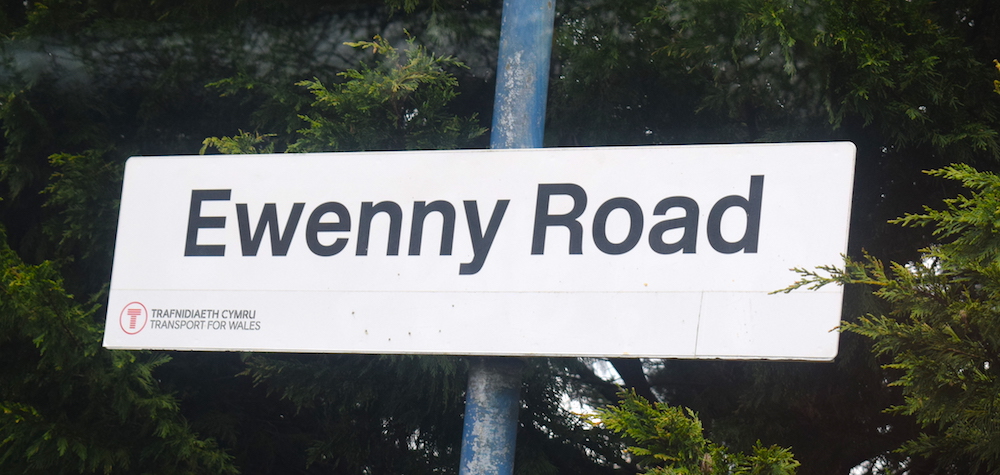 Ewenny Road
T
TRAFNIDIAETH CYMRU
TRANSPORT FOR WALES